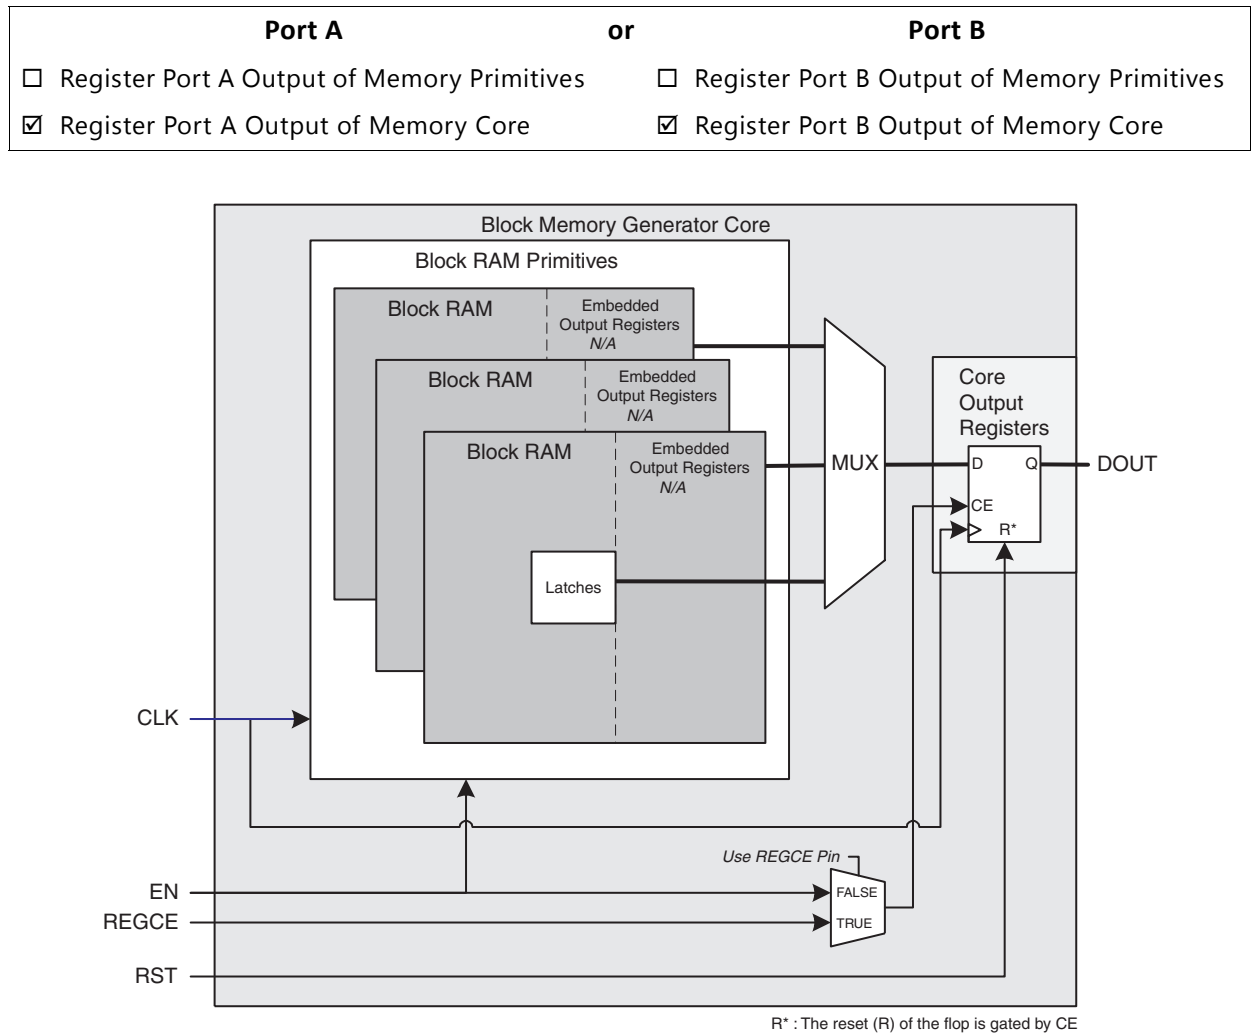 Port A or Port B
☐ Register Port A Output of Memory Primitives ☐ Register Port B Output of Memory Primitives
☑ Register Port A Output of Memory Core ☑ Register Port B Output of Memory Core
Block Memory Generator Core
Block RAM Primitives
Block RAM
Embedded
Output Registers
N/A
Block RAM
Embedded
Output Registers
N/A
Block RAM
Embedded
Output Registers
N/A
Latches
MUX
Core
Output
Registers
D Q
CE
R*
DOUT
CLK
Use REGCE Pin
EN
FALSE
REGCE
TRUE
RST
R* : The reset (R) of the flop is gated by CE